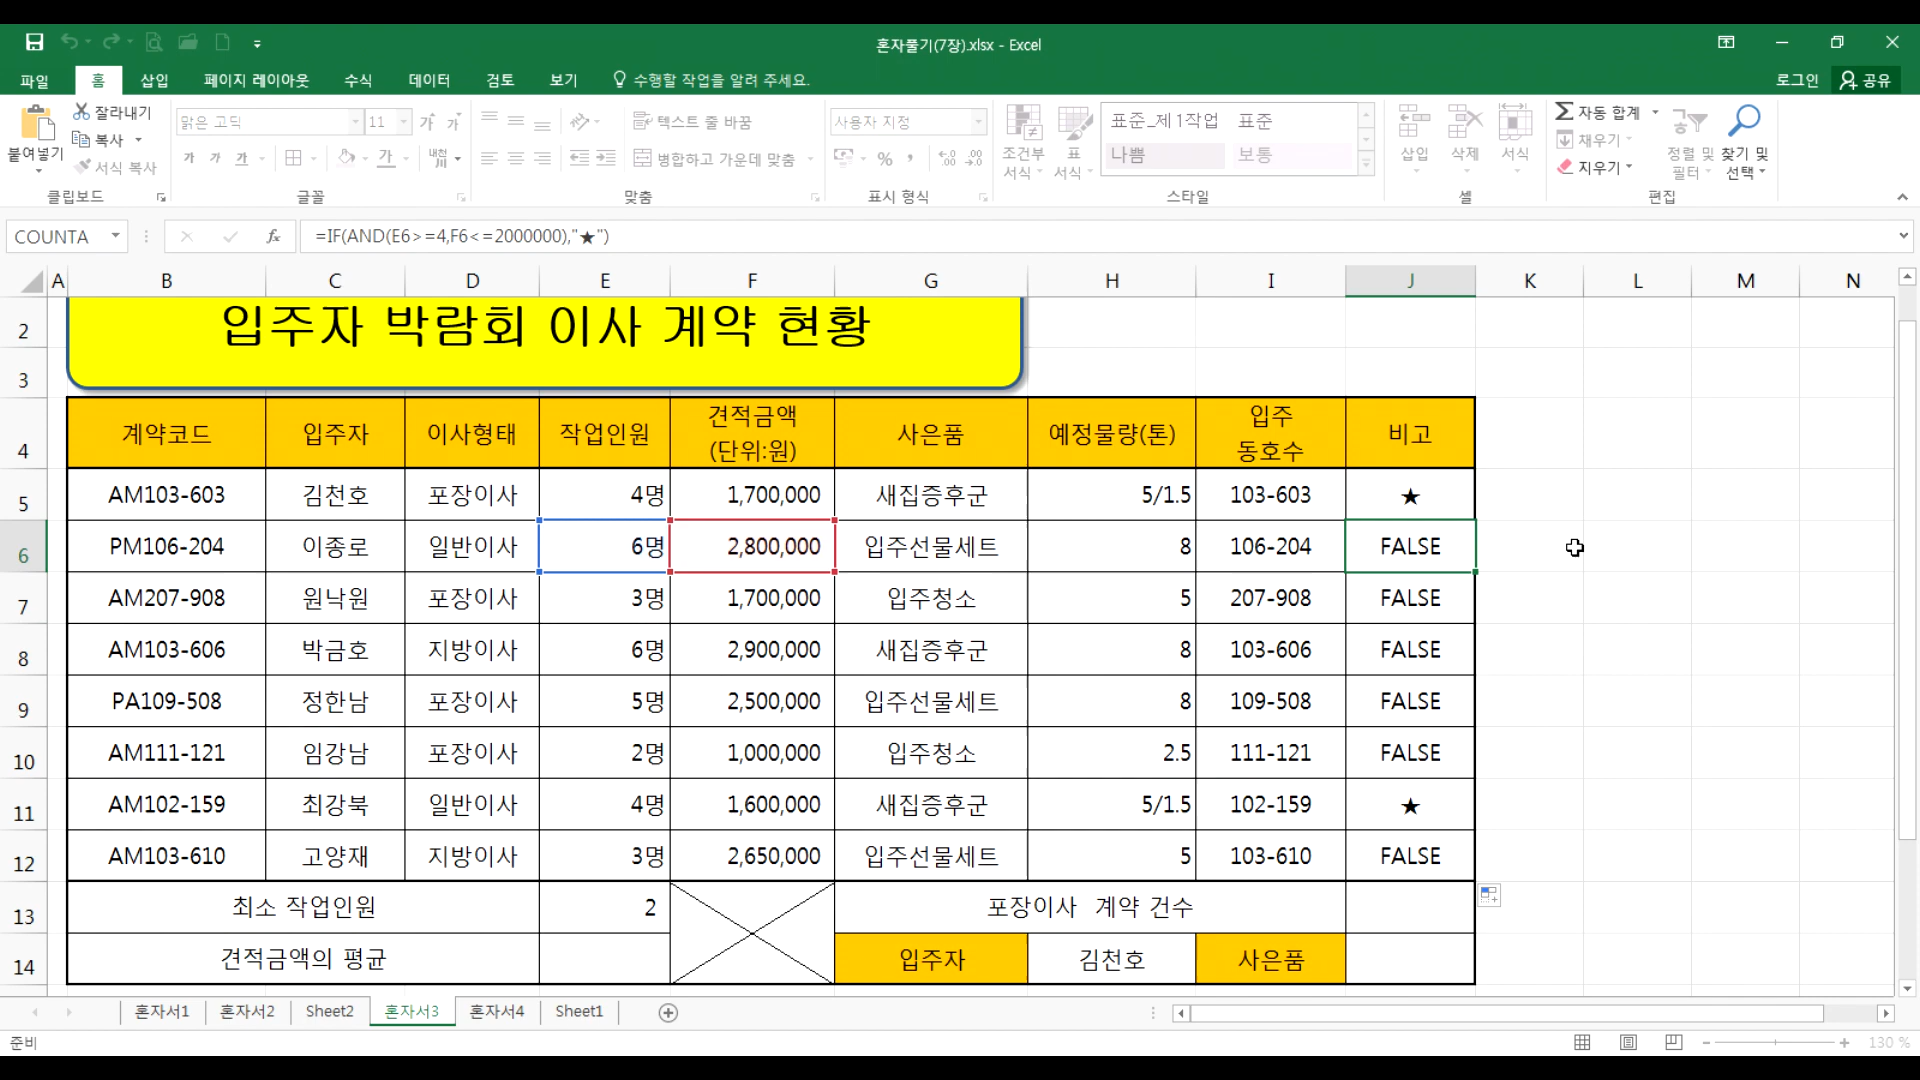 혼자풀기(7장).xlsx - Excel
파일 홈 삽입 페이지 레이아웃 수식 데이터 검토 보기 수행할 작업을 알려 주세요. 로그인 공유
붙여넣기 잘라내기 복사 서식 복사 클립보드
맑은 고딕 11 가 가 가 가 가 가 내천 川 글꼴
텍스트 줄 바꿈 병합하고 가운데 맞춤 맞춤
사용자 지정 % , 표시 형식
조건부 서식 표 서식 표준_제 1작업 표준 나쁨 보통 스타일
삽입 삭제 서식 셀
자동 합계 채우기 지우기 정렬 및 필터 찾기 및 선택 편집
COUNTA fx =IF(AND(E6>=4,F6<=2000000),"★")
A B C D E F G H I J K L M N
2 입주자 박람회 이사 계약 현황
3
4 계약코드 입주자 이사형태 작업인원 견적금액 (단위:원) 사은품 예정물량(톤) 입주 동호수 비고
5 AM103-603 김천호 포장이사 4명 1,700,000 새집증후군 5/1.5 103-603 ★
6 PM106-204 이종로 일반이사 6명 2,800,000 입주선물세트 8 106-204 FALSE
7 AM207-908 원낙원 포장이사 3명 1,700,000 입주청소 5 207-908 FALSE
8 AM103-606 박금호 지방이사 6명 2,900,000 새집증후군 8 103-606 FALSE
9 PA109-508 정한남 포장이사 5명 2,500,000 입주선물세트 8 109-508 FALSE
10 AM111-121 임강남 포장이사 2명 1,000,000 입주청소 2.5 111-121 FALSE
11 AM102-159 최강북 일반이사 4명 1,600,000 새집증후군 5/1.5 102-159 ★
12 AM103-610 고양재 지방이사 3명 2,650,000 입주선물세트 5 103-610 FALSE
13 최소 작업인원 2 포장이사 계약 건수
14 견적금액의 평균 입주자 김천호 사은품
혼자서1 혼자서2 Sheet2 혼자서3 혼자서4 Sheet1
준비 130 %